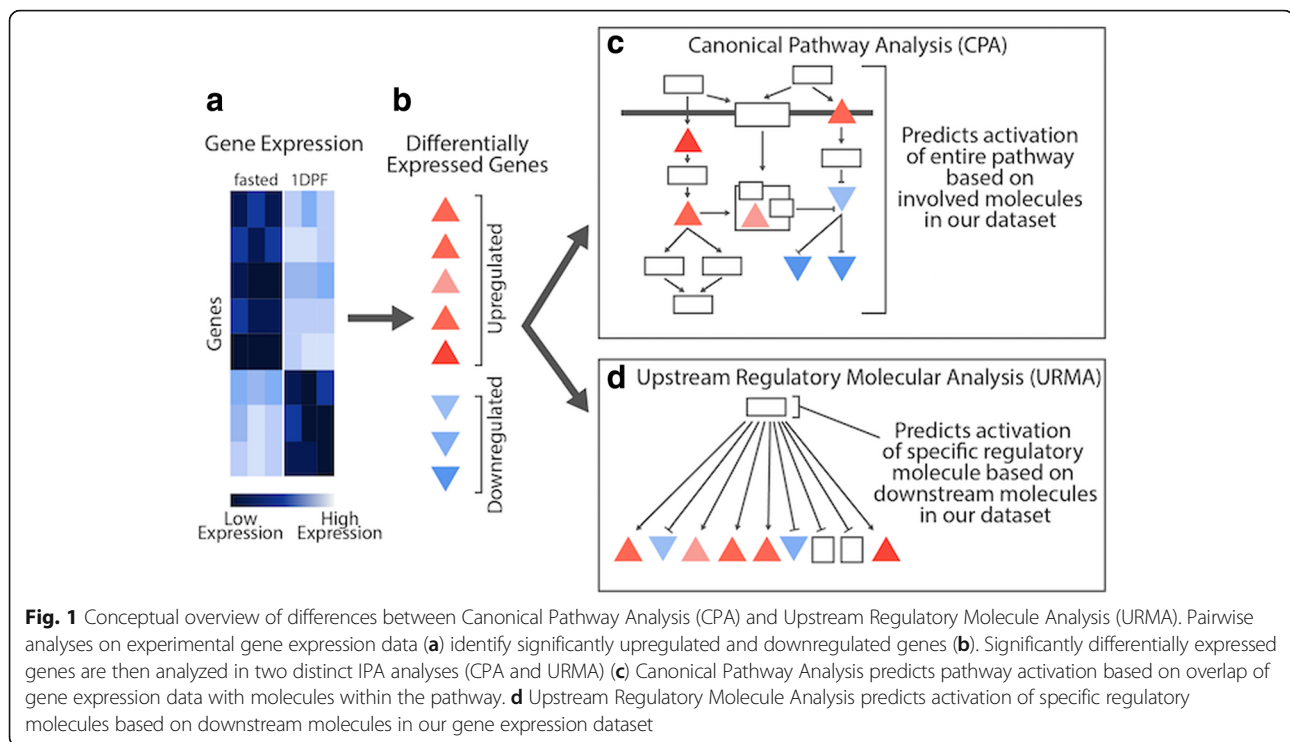 a
Gene Expression
fasted 1DPF
Genes
Low Expression
High Expression
b
Differentially
Expressed Genes
Upregulated
Downregulated
c
Canonical Pathway Analysis (CPA)
Predicts activation
of entire pathway
based on
involved molecules
in our dataset
d
Upstream Regulatory Molecular Analysis (URMA)
Predicts activation
of specific regulatory
molecule based on
downstream molecules
in our dataset
Fig. 1 Conceptual overview of differences between Canonical Pathway Analysis (CPA) and Upstream Regulatory Molecule Analysis (URMA). Pairwise
analyses on experimental gene expression data (a) identify significantly upregulated and downregulated genes (b). Significantly differentially expressed
genes are then analyzed in two distinct IPA analyses (CPA and URMA) (c) Canonical Pathway Analysis predicts pathway activation based on overlap of
gene expression data with molecules within the pathway. d Upstream Regulatory Molecule Analysis predicts activation of specific regulatory
molecules based on downstream molecules in our gene expression dataset